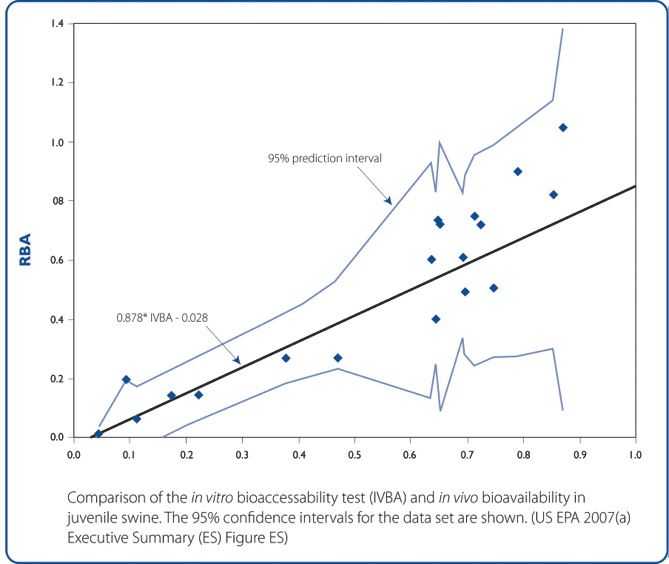 1.4
1.2
1.0
08
0.6
0.4
0.2
0.0
RBA
95% prediction interval
0.878* IVBA - 0.028
0.0 0.1 0.2 0.3 0.4 0.5 0.6 0.7 0.8 0.9 1.0
Comparison of the in vitro bioaccessability test (IVBA) and in vivo bioavailability in
juvenile swine. The 95% confidence intervals for the data set are shown. (US EPA 2007(a)
Executive Summary (ES) Figure ES)